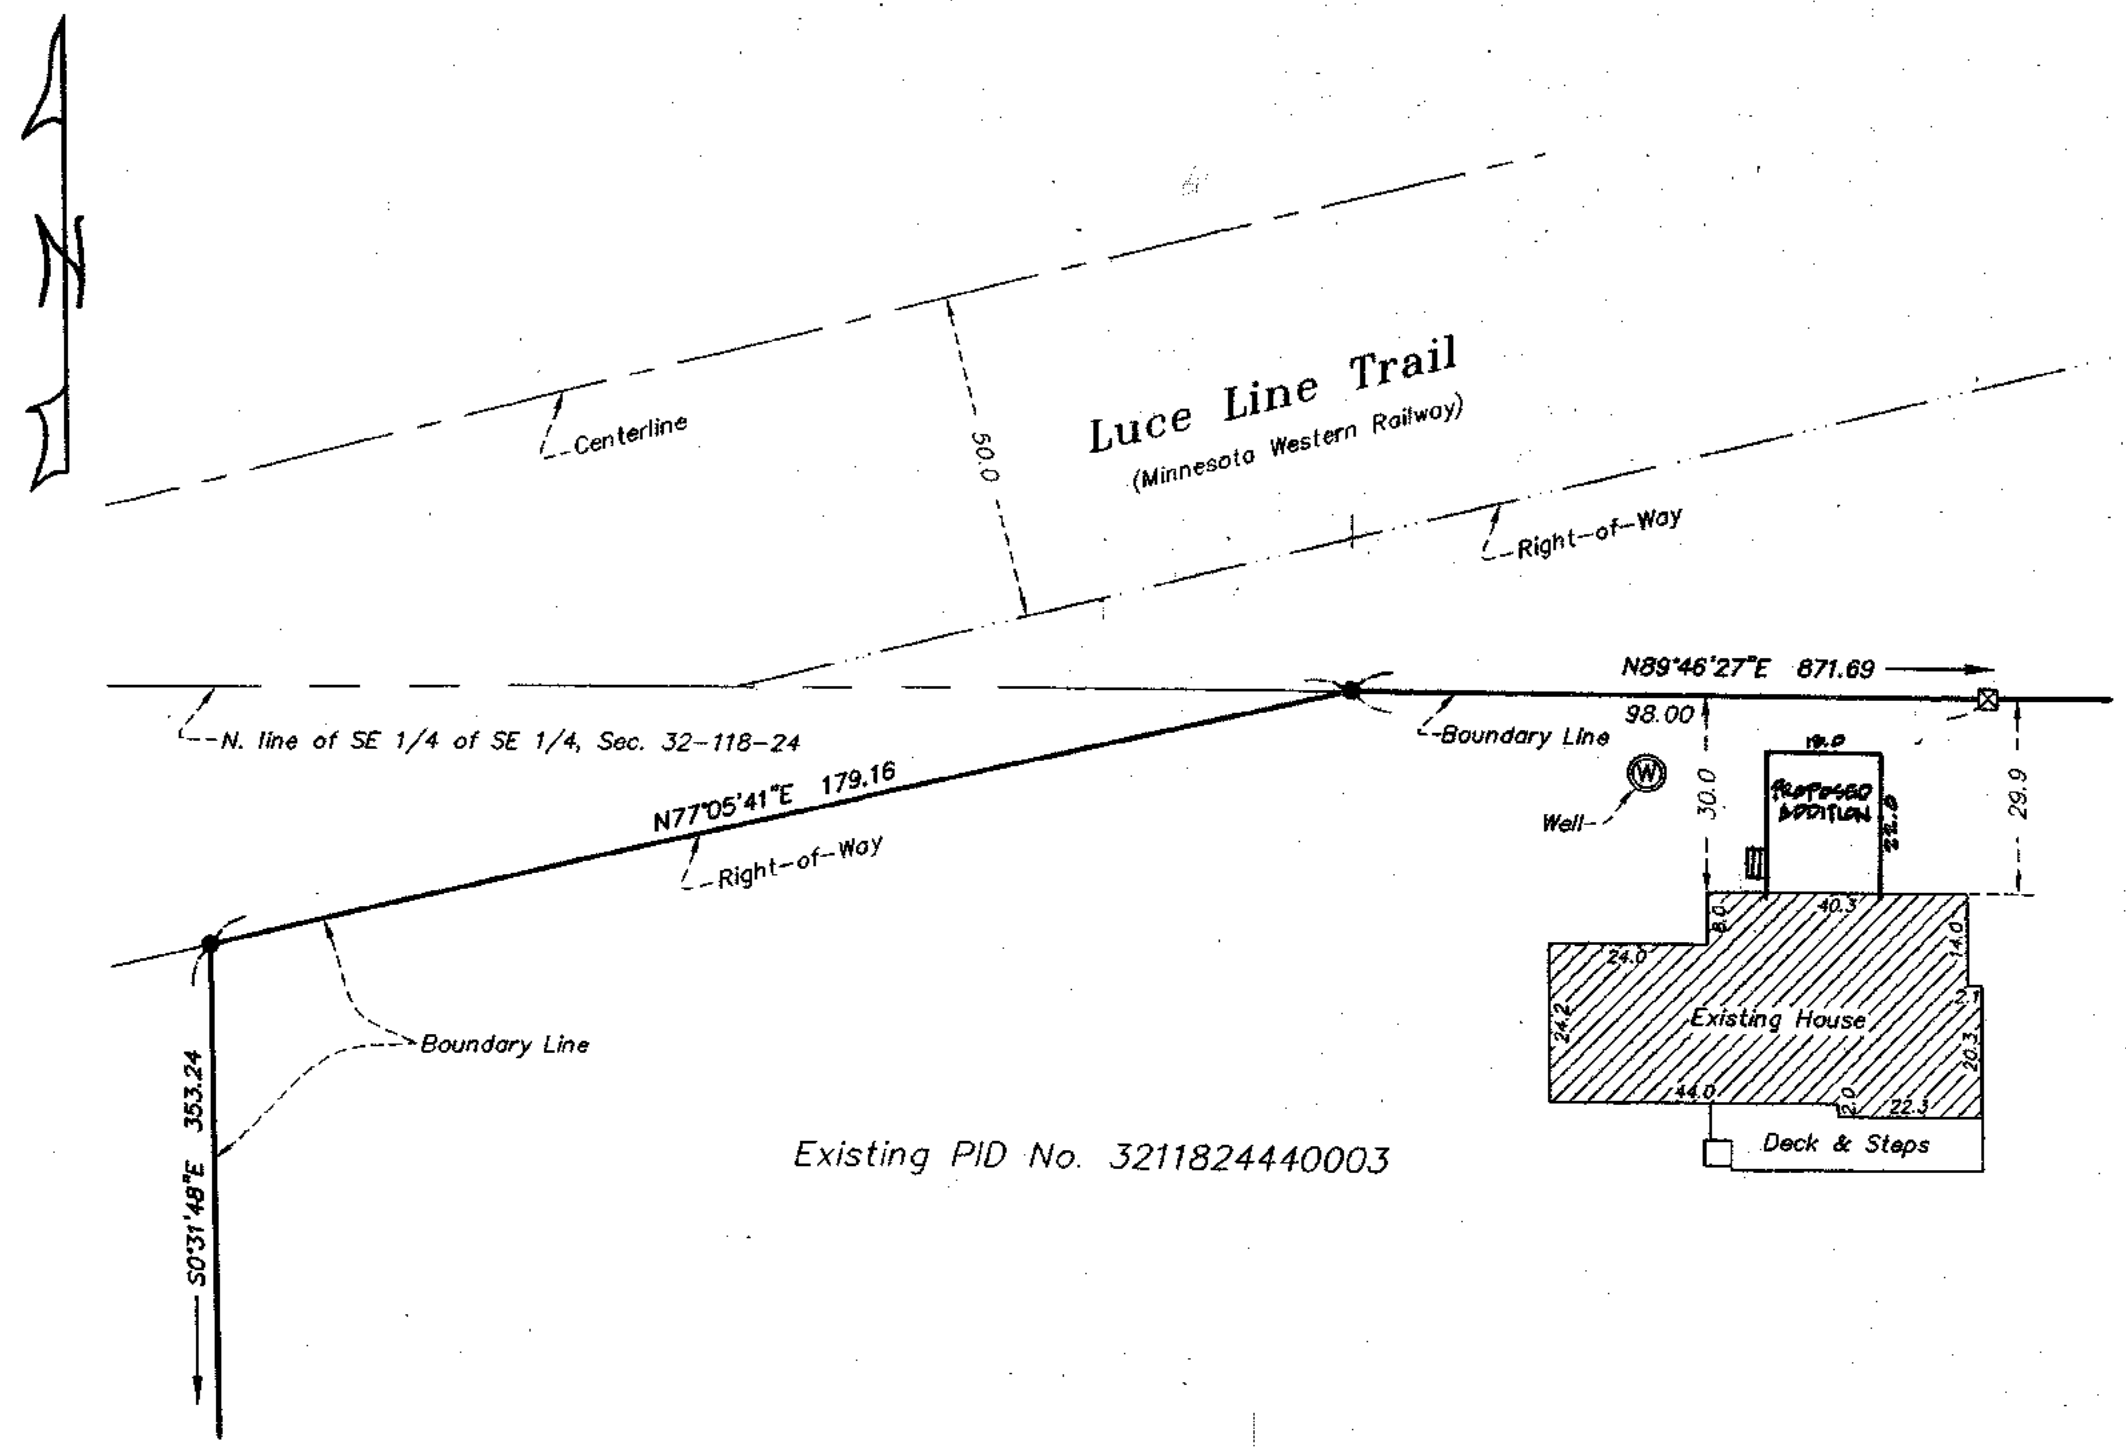 N
Luce Line Trail
(Minnesota Western Railway)
Centerline
50.0
Right-of-Way
N89°46'27"E 871.69
98.00
Boundary Line
N. line of SE 1/4 of SE 1/4, Sec. 32-118-24
N77°05'41"E 179.16
Right-of-Way
W
Well
30.0
PROPOSED
ADDITION
22.0
29.9
40.3
8.0
14.0
24.0
2.1
24.2
Existing House
20.3
44.0
2.0
22.3
Deck & Steps
Boundary Line
S0°31'48"E 353.24
Existing PID No. 3211824440003